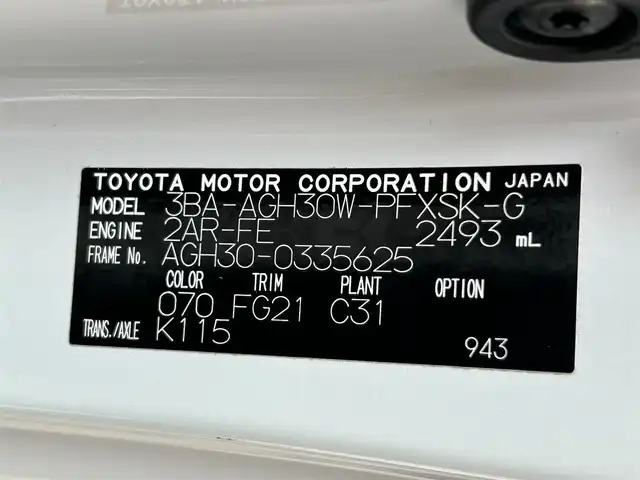 TOYOTA MOTOR CORPORATION JAPAN
MODEL 3BA-AGH30W-PFXSK-G
ENGINE 2AR-FE 2493 mL
FRAME No. AGH30-0335625
COLOR TRIM PLANT OPTION
070 FG21 C31
TRANS./AXLE K115
943